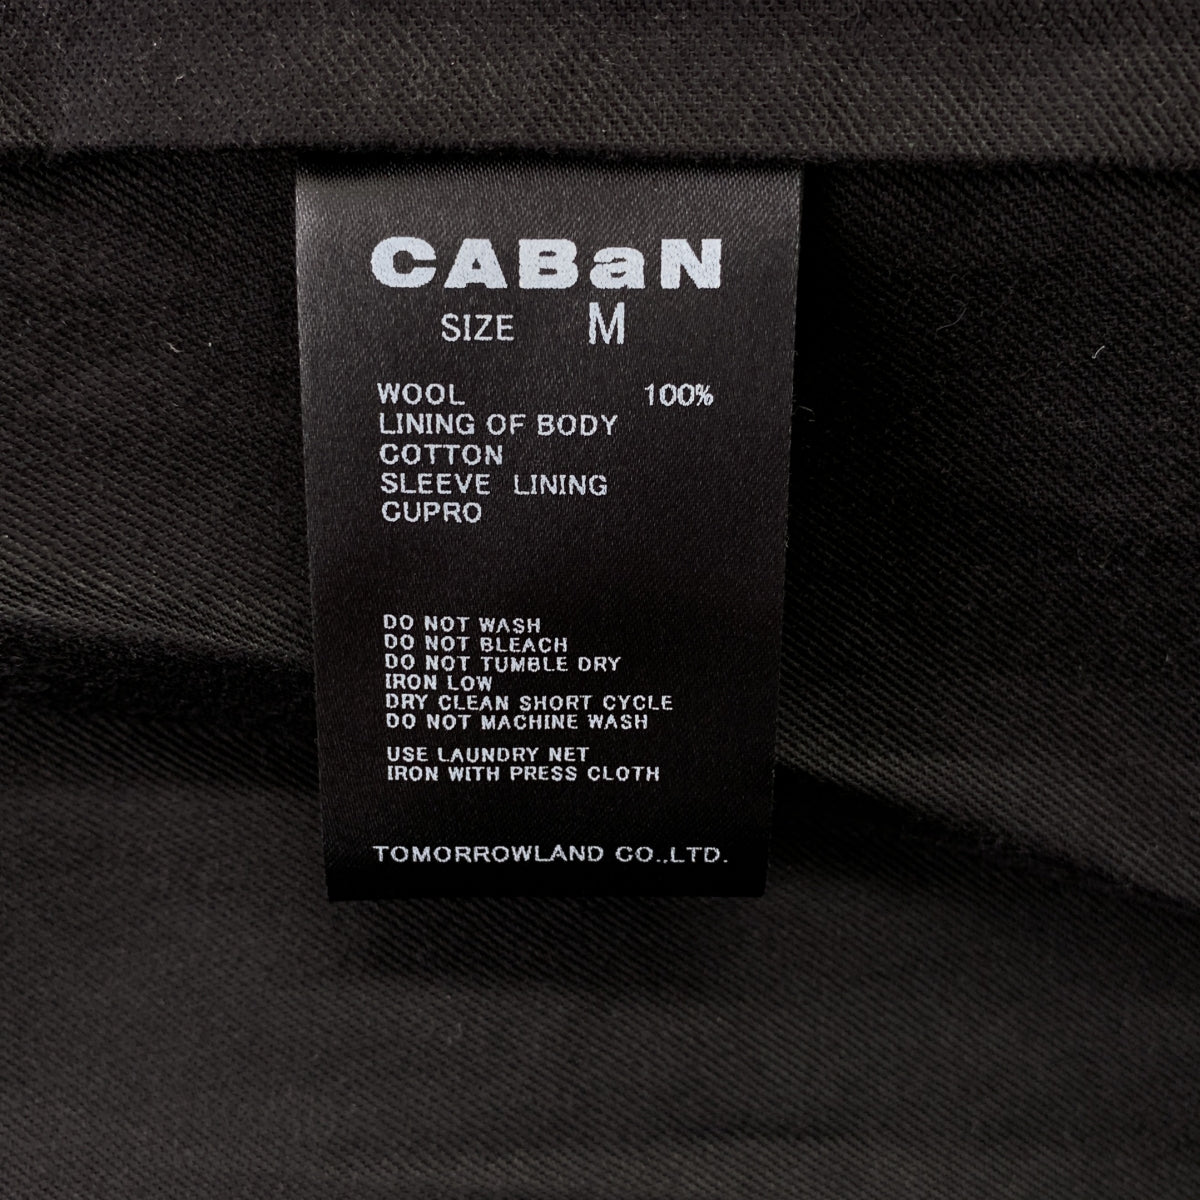 CABaN
SIZE M
WOOL 100%
LINING OF BODY
COTTON
SLEEVE LINING
CUPRO
DO NOT WASH
DO NOT BLEACH
DO NOT TUMBLE DRY
IRON LOW
DRY CLEAN SHORT CYCLE
DO NOT MACHINE WASH
USE LAUNDRY NET
IRON WITH PRESS CLOTH
TOMORROWLAND CO.,LTD.